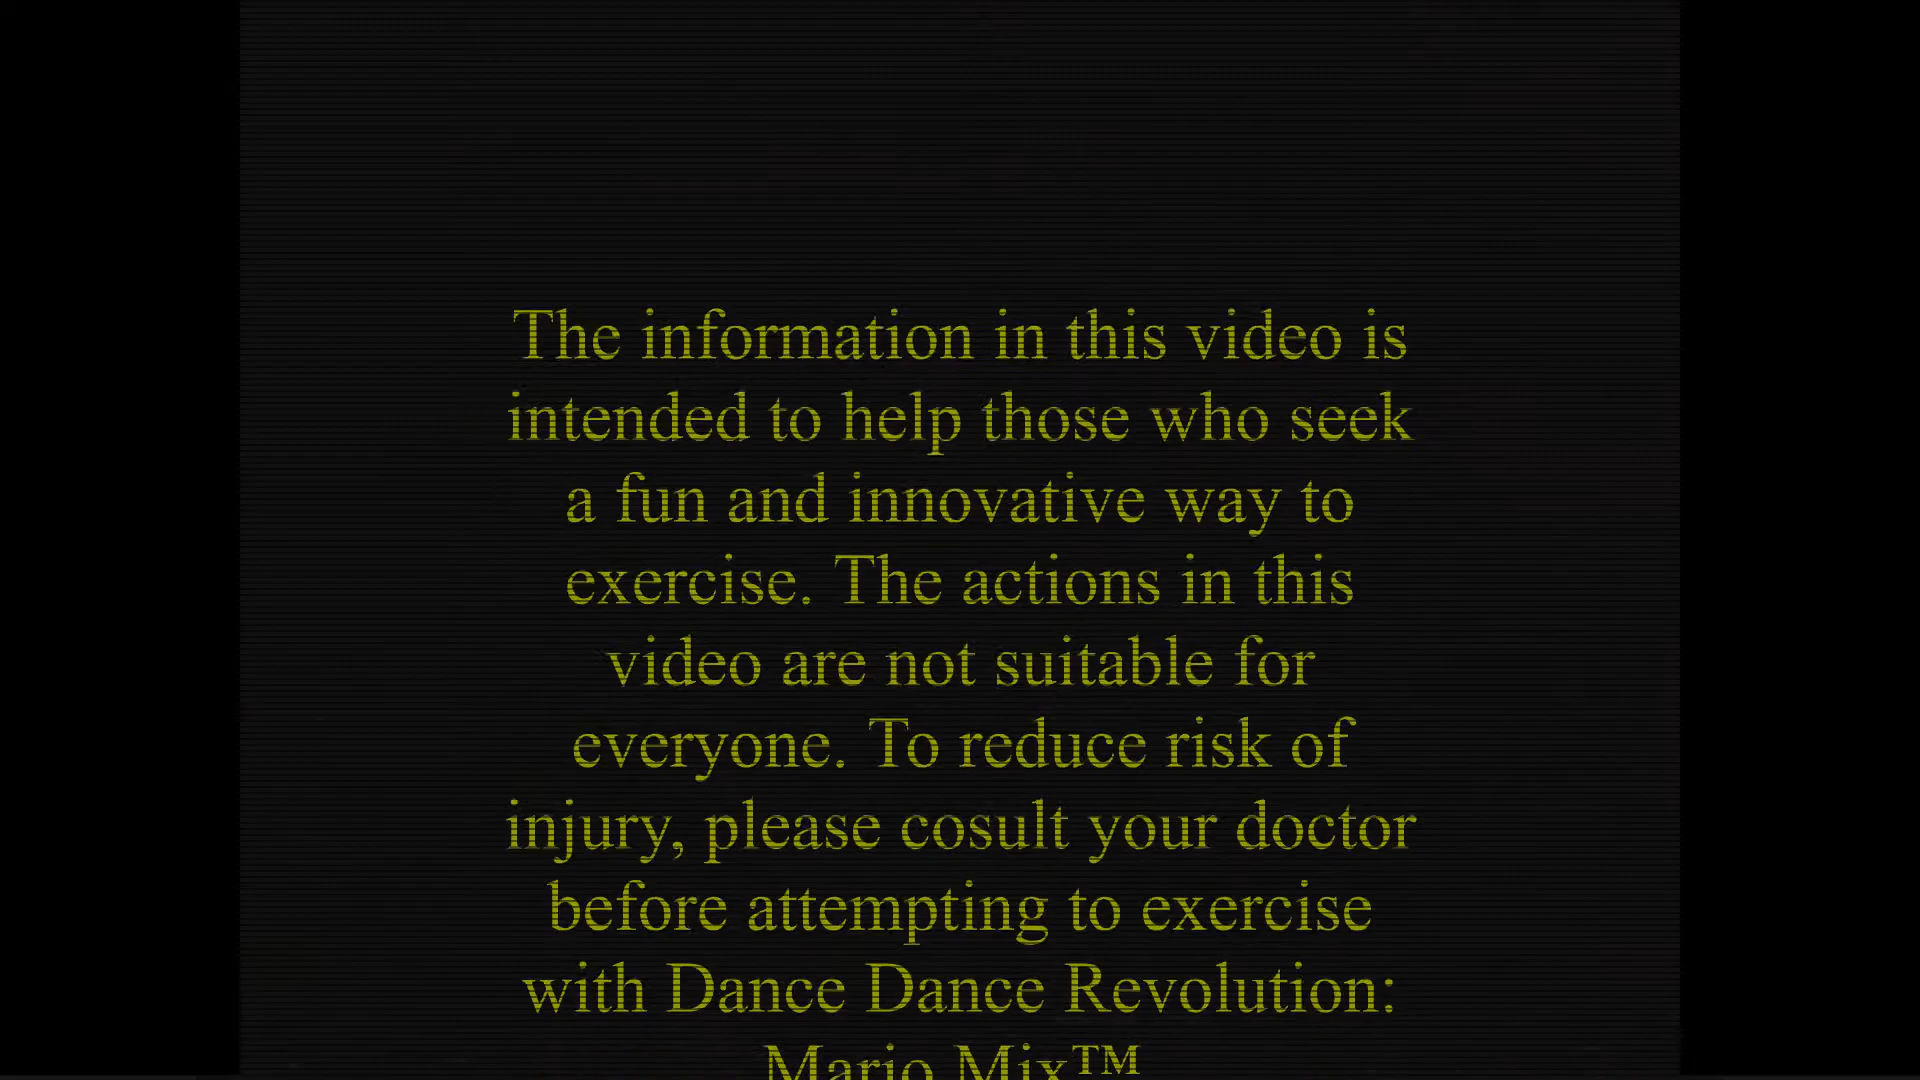 The information in this video is
intended to help those who seek
a fun and innovative way to
exercise. The actions in this
video are not suitable for
everyone. To reduce risk of
injury, please cosult your doctor
before attempting to exercise
with Dance Dance Revolution:
Mario Mix™